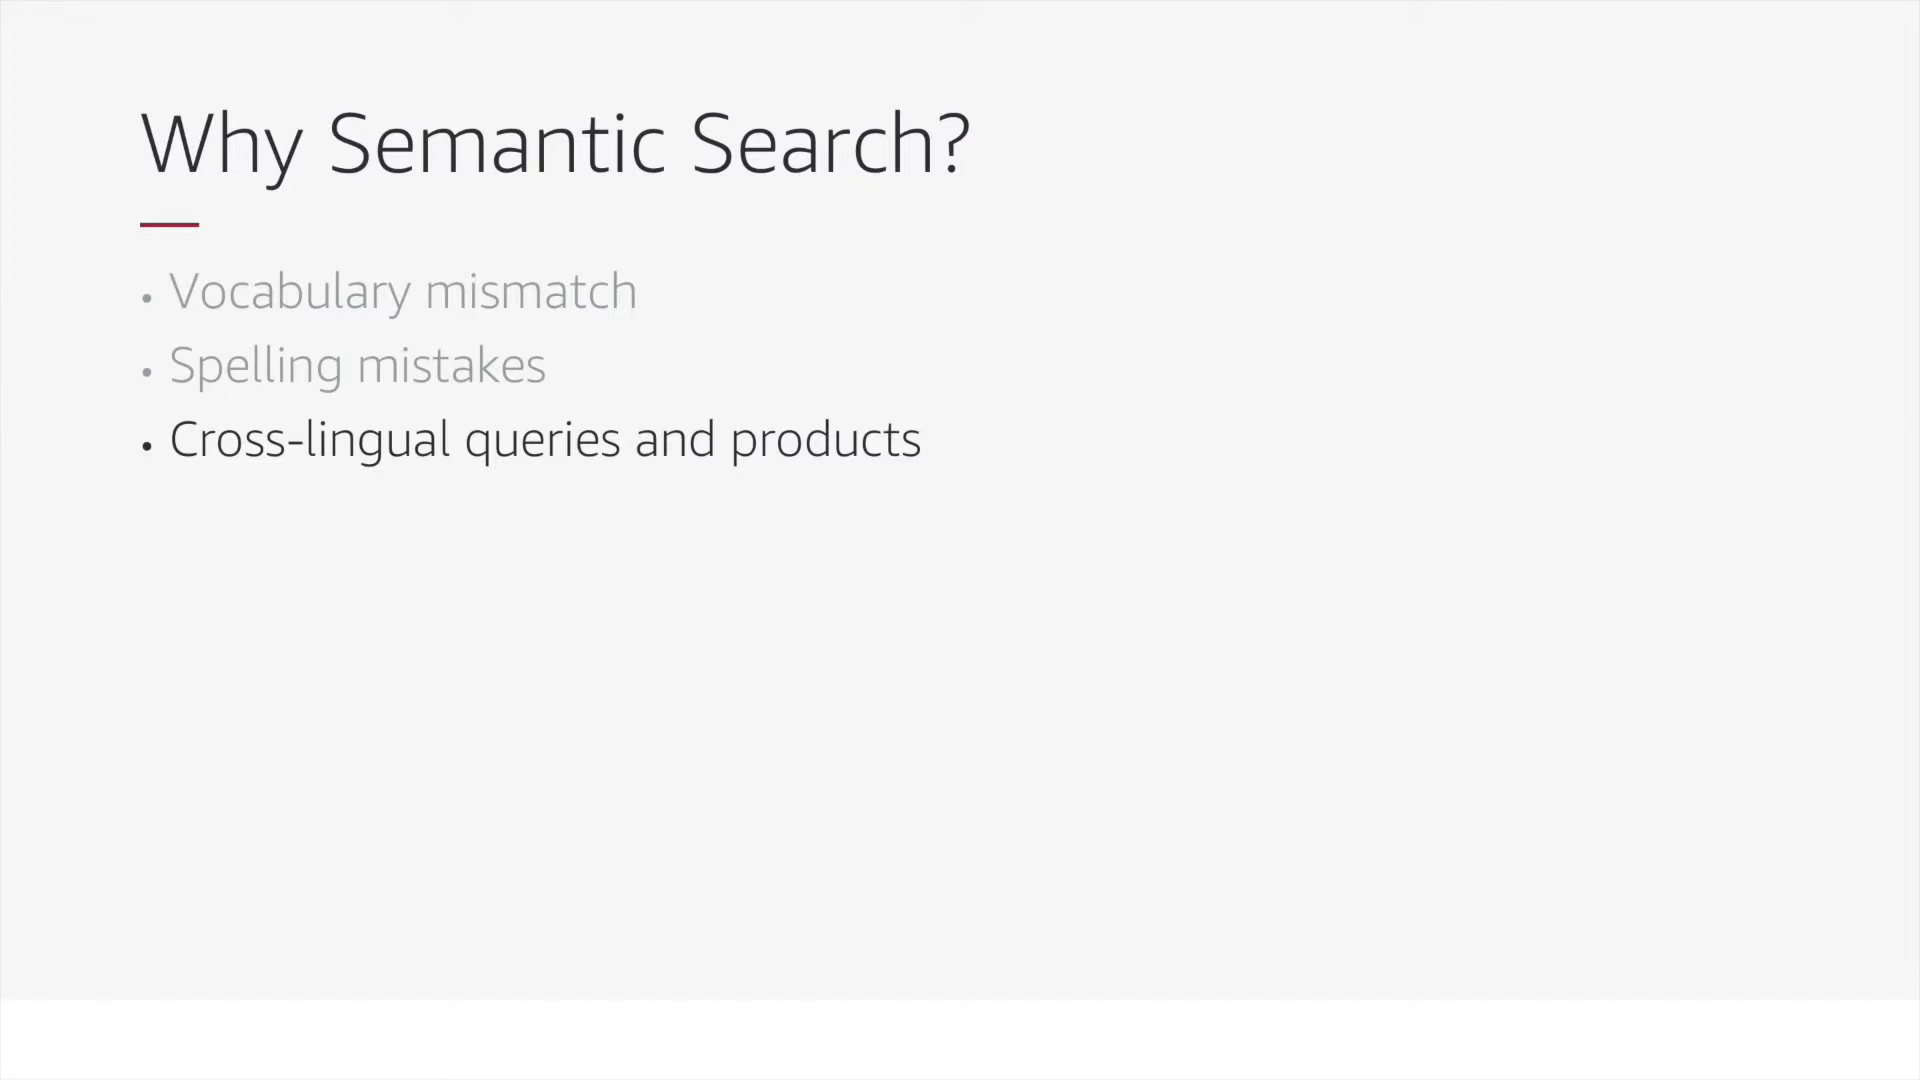 Why Semantic Search?
• Vocabulary mismatch
• Spelling mistakes
• Cross-lingual queries and products